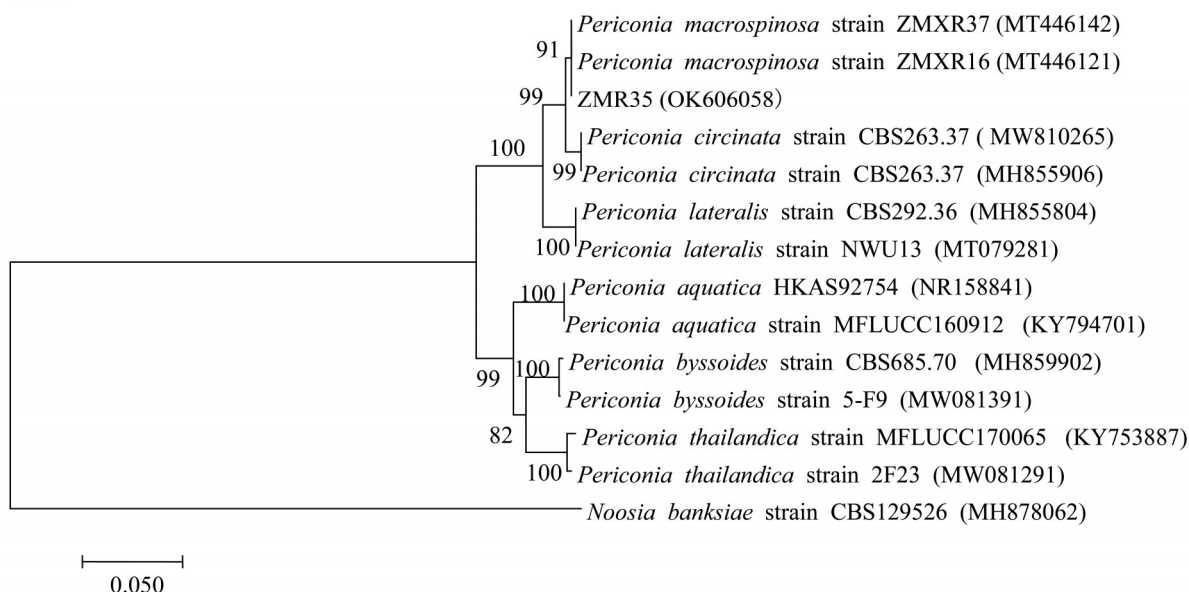 Periconia macrospinosa strain ZMXR37 (MT446142)
91
Periconia macrospinosa strain ZMXR16 (MT446121)
99
ZMR35 (OK606058)
Periconia circinata strain CBS263.37 ( MW810265)
100
99
Periconia circinata strain CBS263.37 (MH855906)
Periconia lateralis strain CBS292.36 (MH855804)
100
Periconia lateralis strain NWU13 (MT079281)
100
Periconia aquatica HKAS92754 (NR158841)
Periconia aquatica strain MFLUCC160912 (KY794701)
99
100
Periconia byssoides strain CBS685.70 (MH859902)
Periconia byssoides strain 5-F9 (MW081391)
82
Periconia thailandica strain MFLUCC170065 (KY753887)
100
Periconia thailandica strain 2F23 (MW081291)
Noosia banksiae strain CBS129526 (MH878062)
0.050